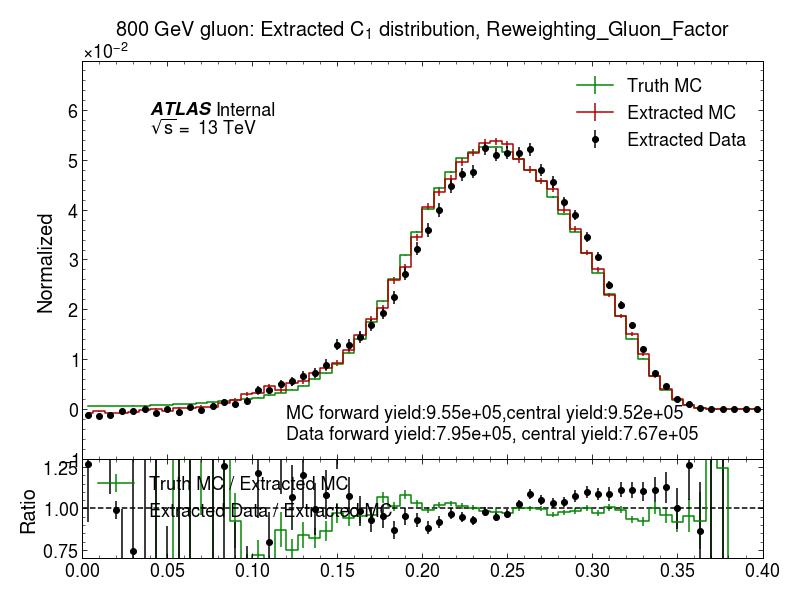 800 GeV gluon: Extracted C₁ distribution, Reweighting_Gluon_Factor
×10⁻²
ATLAS Internal
√s = 13 TeV
Truth MC
Extracted MC
Extracted Data
Normalized
6
5
4
3
2
1
0
1
MC forward yield:9.55e+05,central yield:9.52e+05
Data forward yield:7.95e+05, central yield:7.67e+05
Ratio
1.25
1.00
0.75
Truth MC / Extracted MC
Extracted Data / Extracted MC
0.00 0.05 0.10 0.15 0.20 0.25 0.30 0.35 0.40